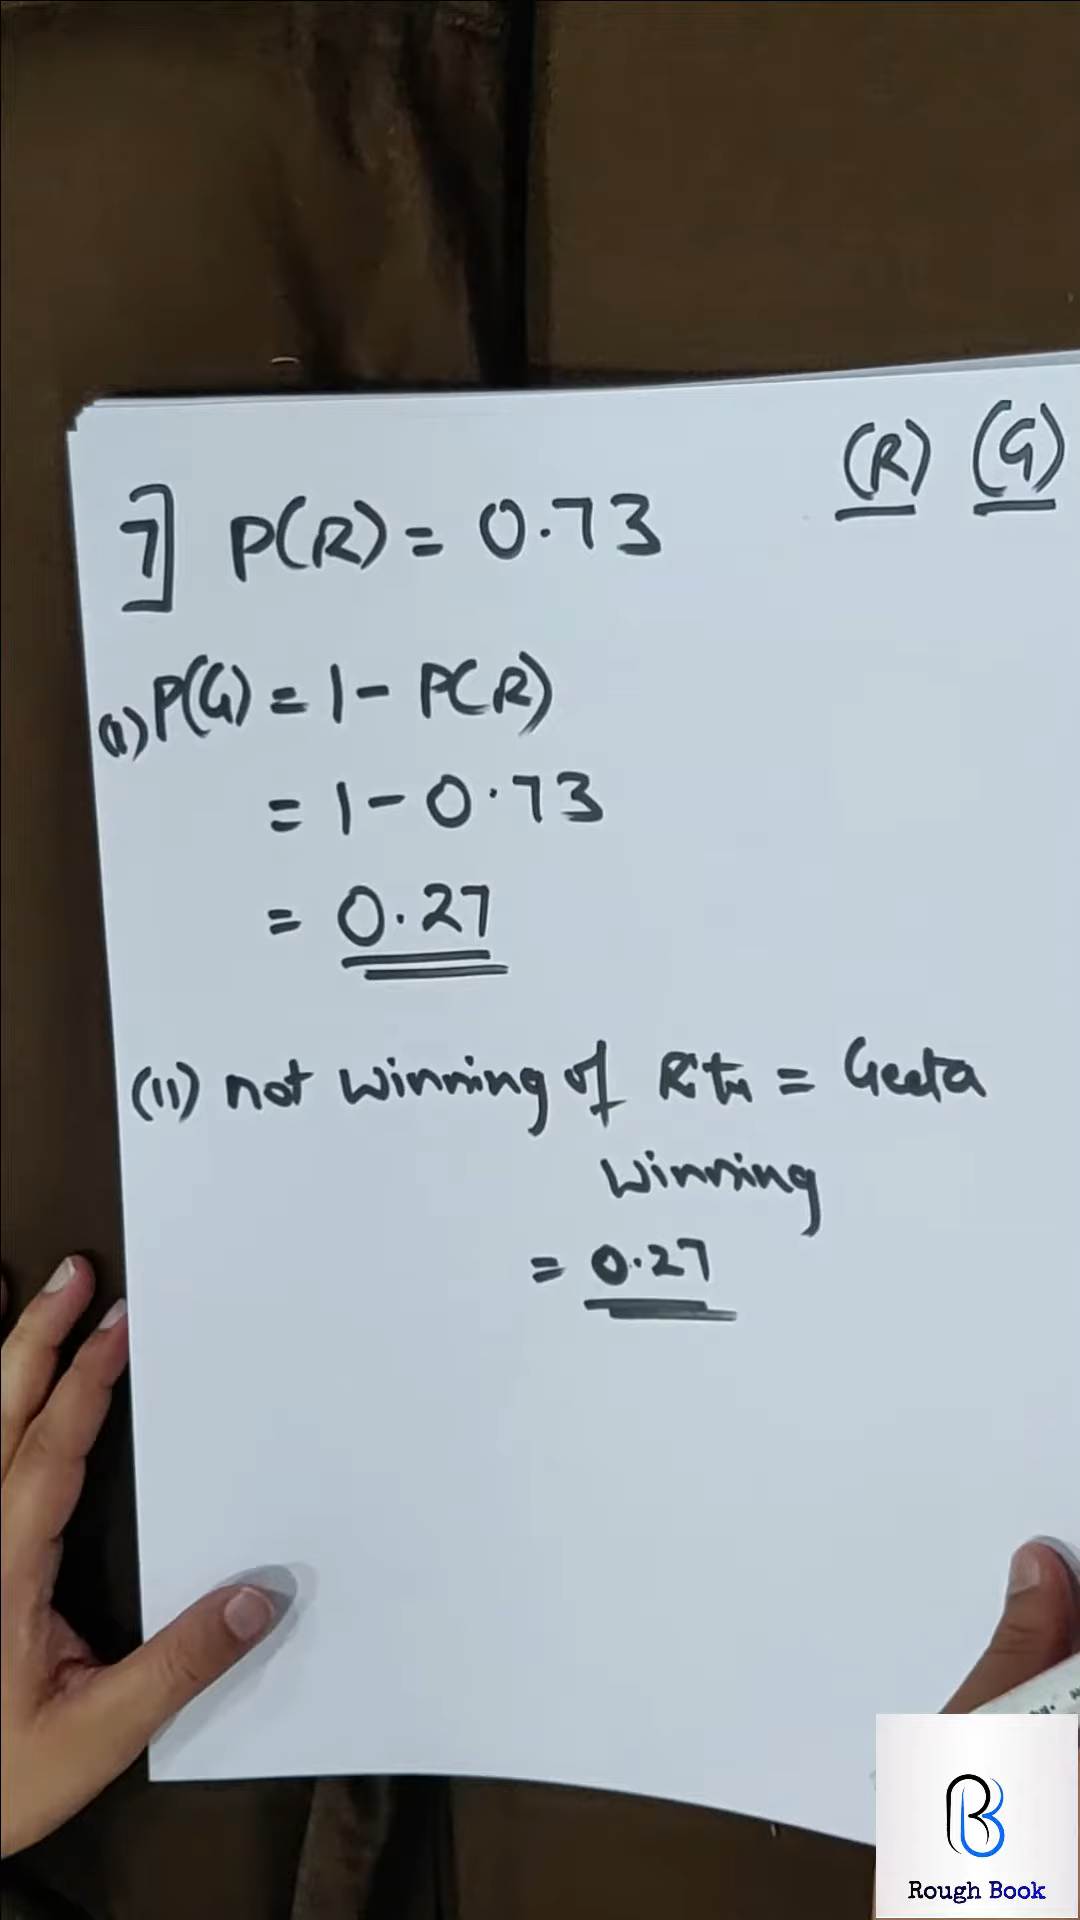 (R) (G)
7] P(R) = 0.73
(i) P(G) = 1 - P(R)
= 1 - 0.73
= 0.27
(ii) not winning of Ritu = Geeta
winning
= 0.27
Rough Book